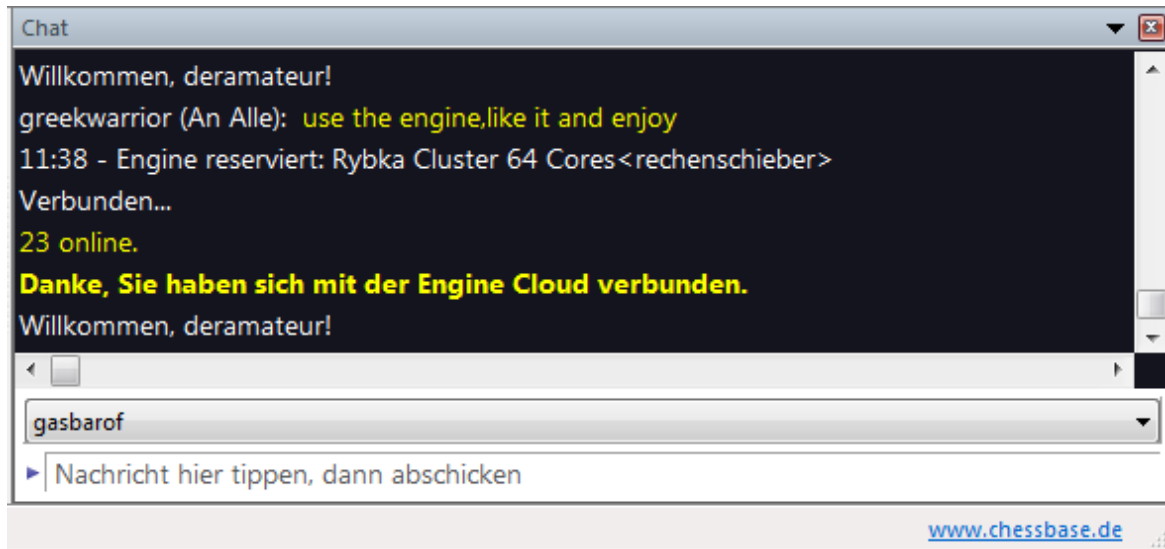 Chat
Willkommen, deramateur!
greekwarrior (An Alle):  use the engine,like it and enjoy
11:38 - Engine reserviert: Rybka Cluster 64 Cores<rechenschieber>
Verbunden...
23 online.
Danke, Sie haben sich mit der Engine Cloud verbunden.
Willkommen, deramateur!
gasbarof
Nachricht hier tippen, dann abschicken
www.chessbase.de